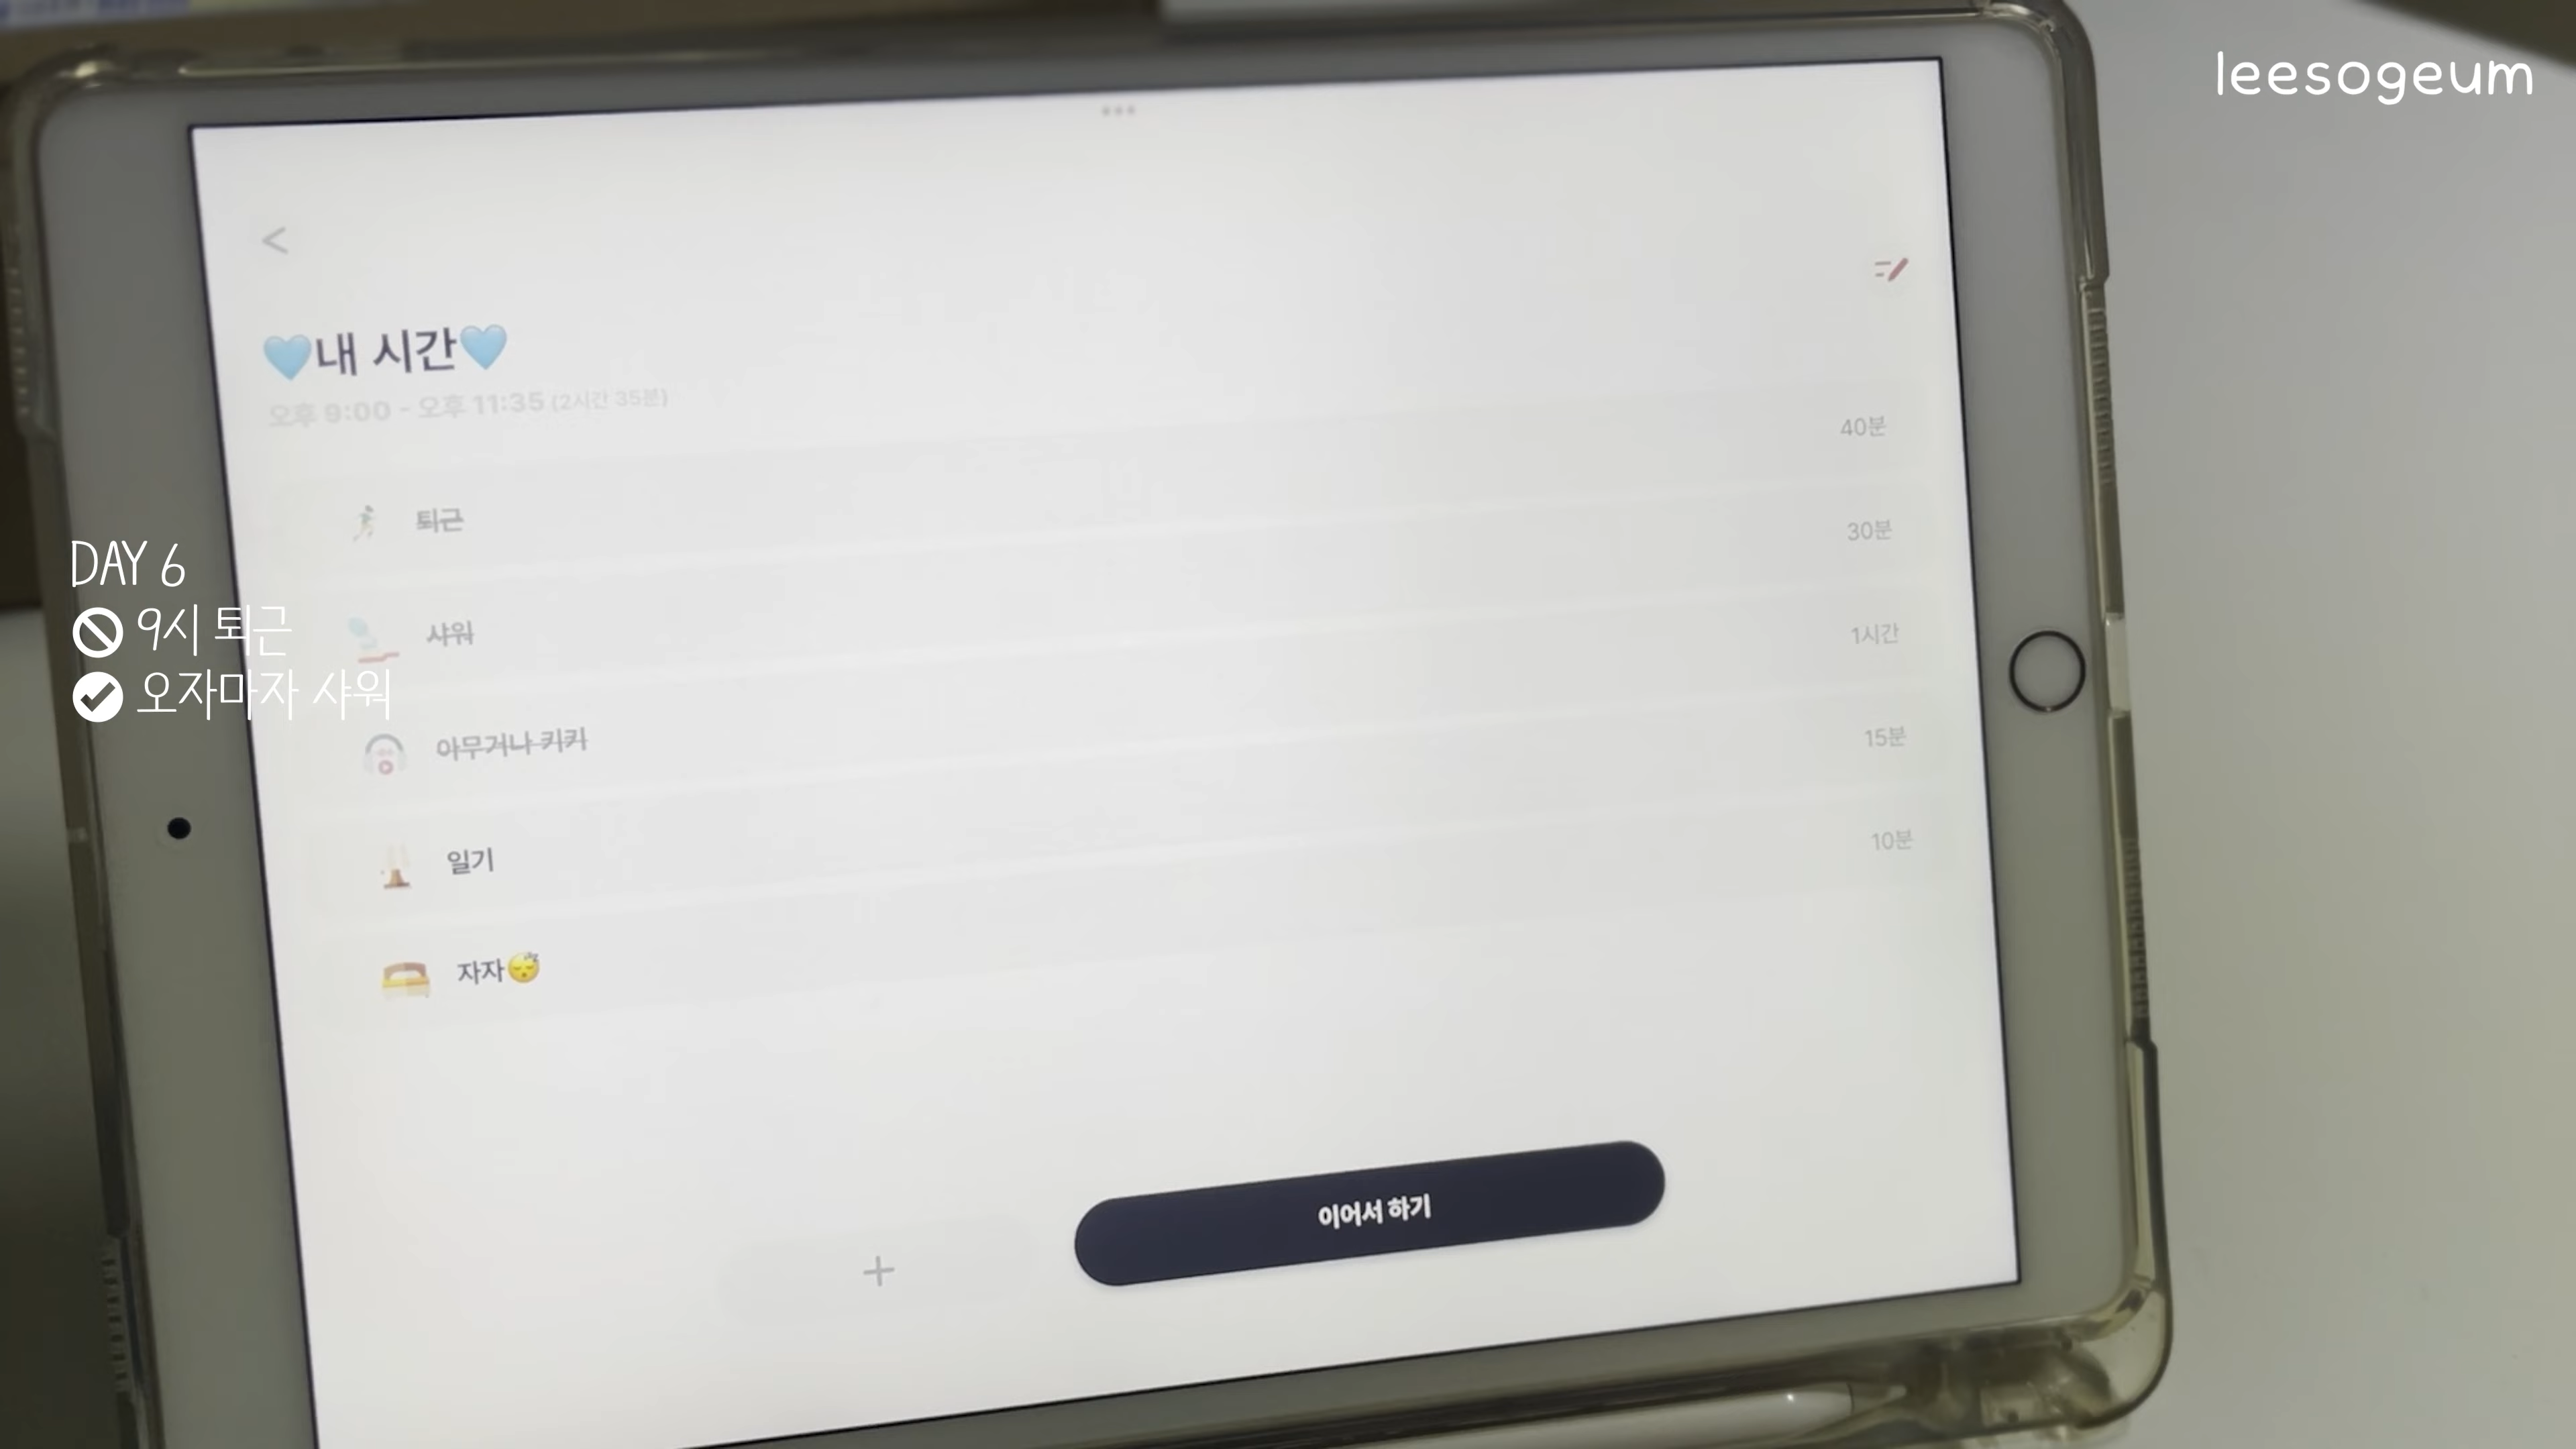 leesogeum
<
🩵내 시간🩵
오후 9:00 - 오후 11:35 (2시간 35분)
퇴근 40분
샤워 30분
아무거나 키카 1시간
일기 15분
자자😴 10분
DAY 6
🚫 9시 퇴근
✔ 오자마자 샤워
+
이어서 하기